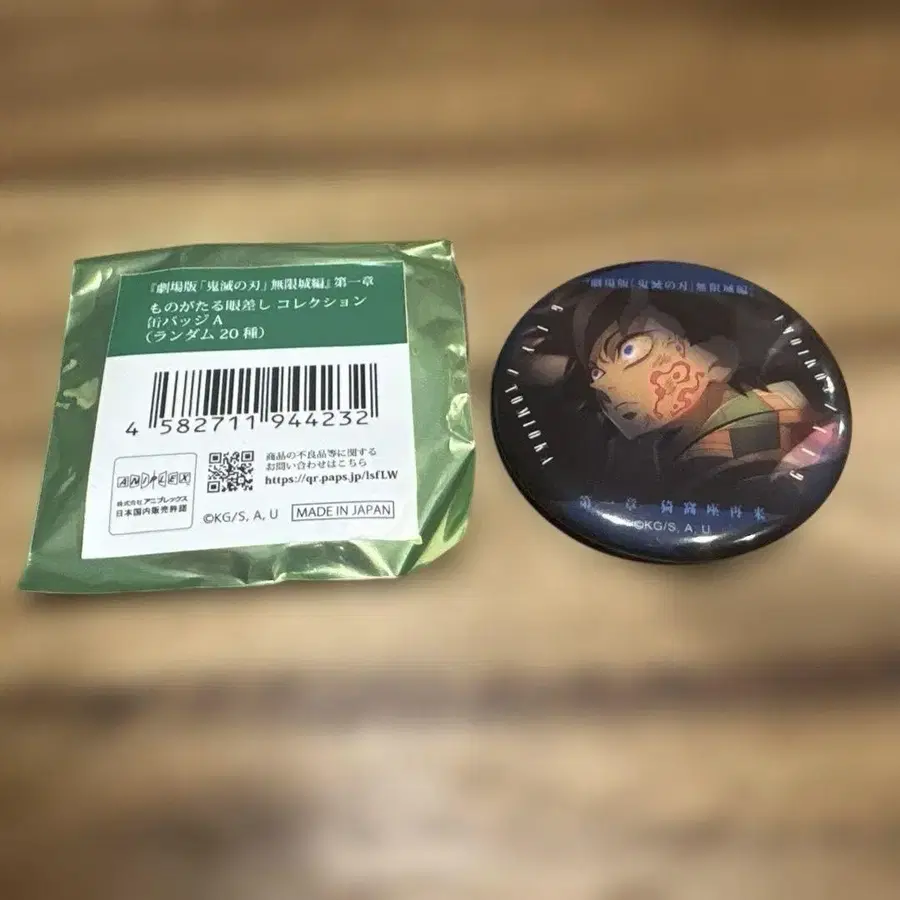 『劇場版「鬼滅の刃」無限城編』第一章
ものがたる眼差し コレクション
缶バッジA
(ランダム20種)
4 582711 944232
ANIPLEX
株式会社アニプレックス
日本国内販売許諾
商品の不良品等に関する
お問い合わせはこちら
https://qr.paps.jp/lsfLW
©KG/S, A, U
MADE IN JAPAN
『劇場版「鬼滅の刃」無限城編』
第一章 猗窩座再来
©KG/S, A, U